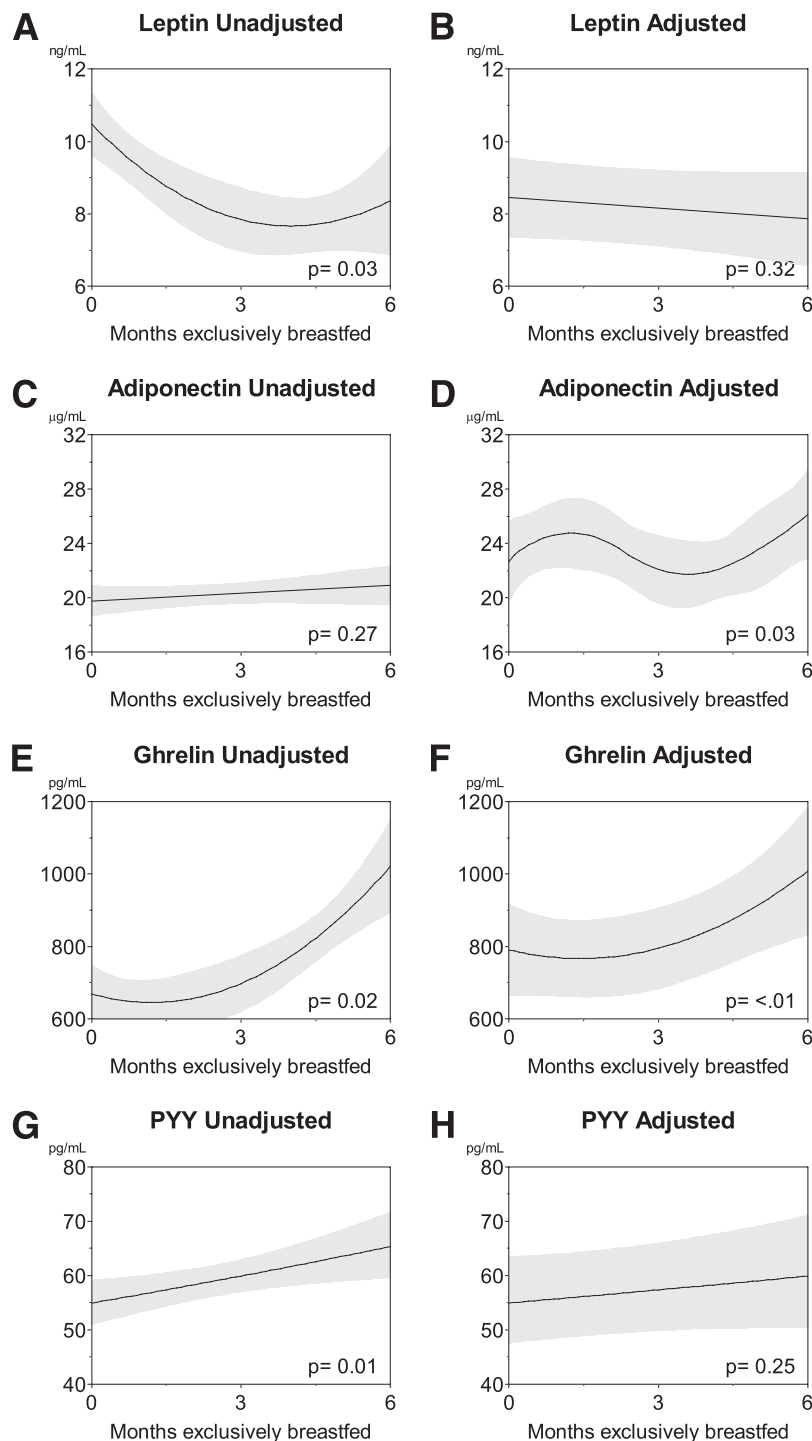 A Leptin Unadjusted
ng/mL
12
10
8
6
p= 0.03
0 3 6
Months exclusively breastfed
B Leptin Adjusted
ng/mL
12
10
8
6
p= 0.32
0 3 6
Months exclusively breastfed
C Adiponectin Unadjusted
µg/mL
32
28
24
20
16
p= 0.27
0 3 6
Months exclusively breastfed
D Adiponectin Adjusted
µg/mL
32
28
24
20
16
p= 0.03
0 3 6
Months exclusively breastfed
E Ghrelin Unadjusted
pg/mL
1200
1000
800
600
p= 0.02
0 3 6
Months exclusively breastfed
F Ghrelin Adjusted
pg/mL
1200
1000
800
600
p= <.01
0 3 6
Months exclusively breastfed
G PYY Unadjusted
pg/mL
80
70
60
50
40
p= 0.01
0 3 6
Months exclusively breastfed
H PYY Adjusted
pg/mL
80
70
60
50
40
p= 0.25
0 3 6
Months exclusively breastfed